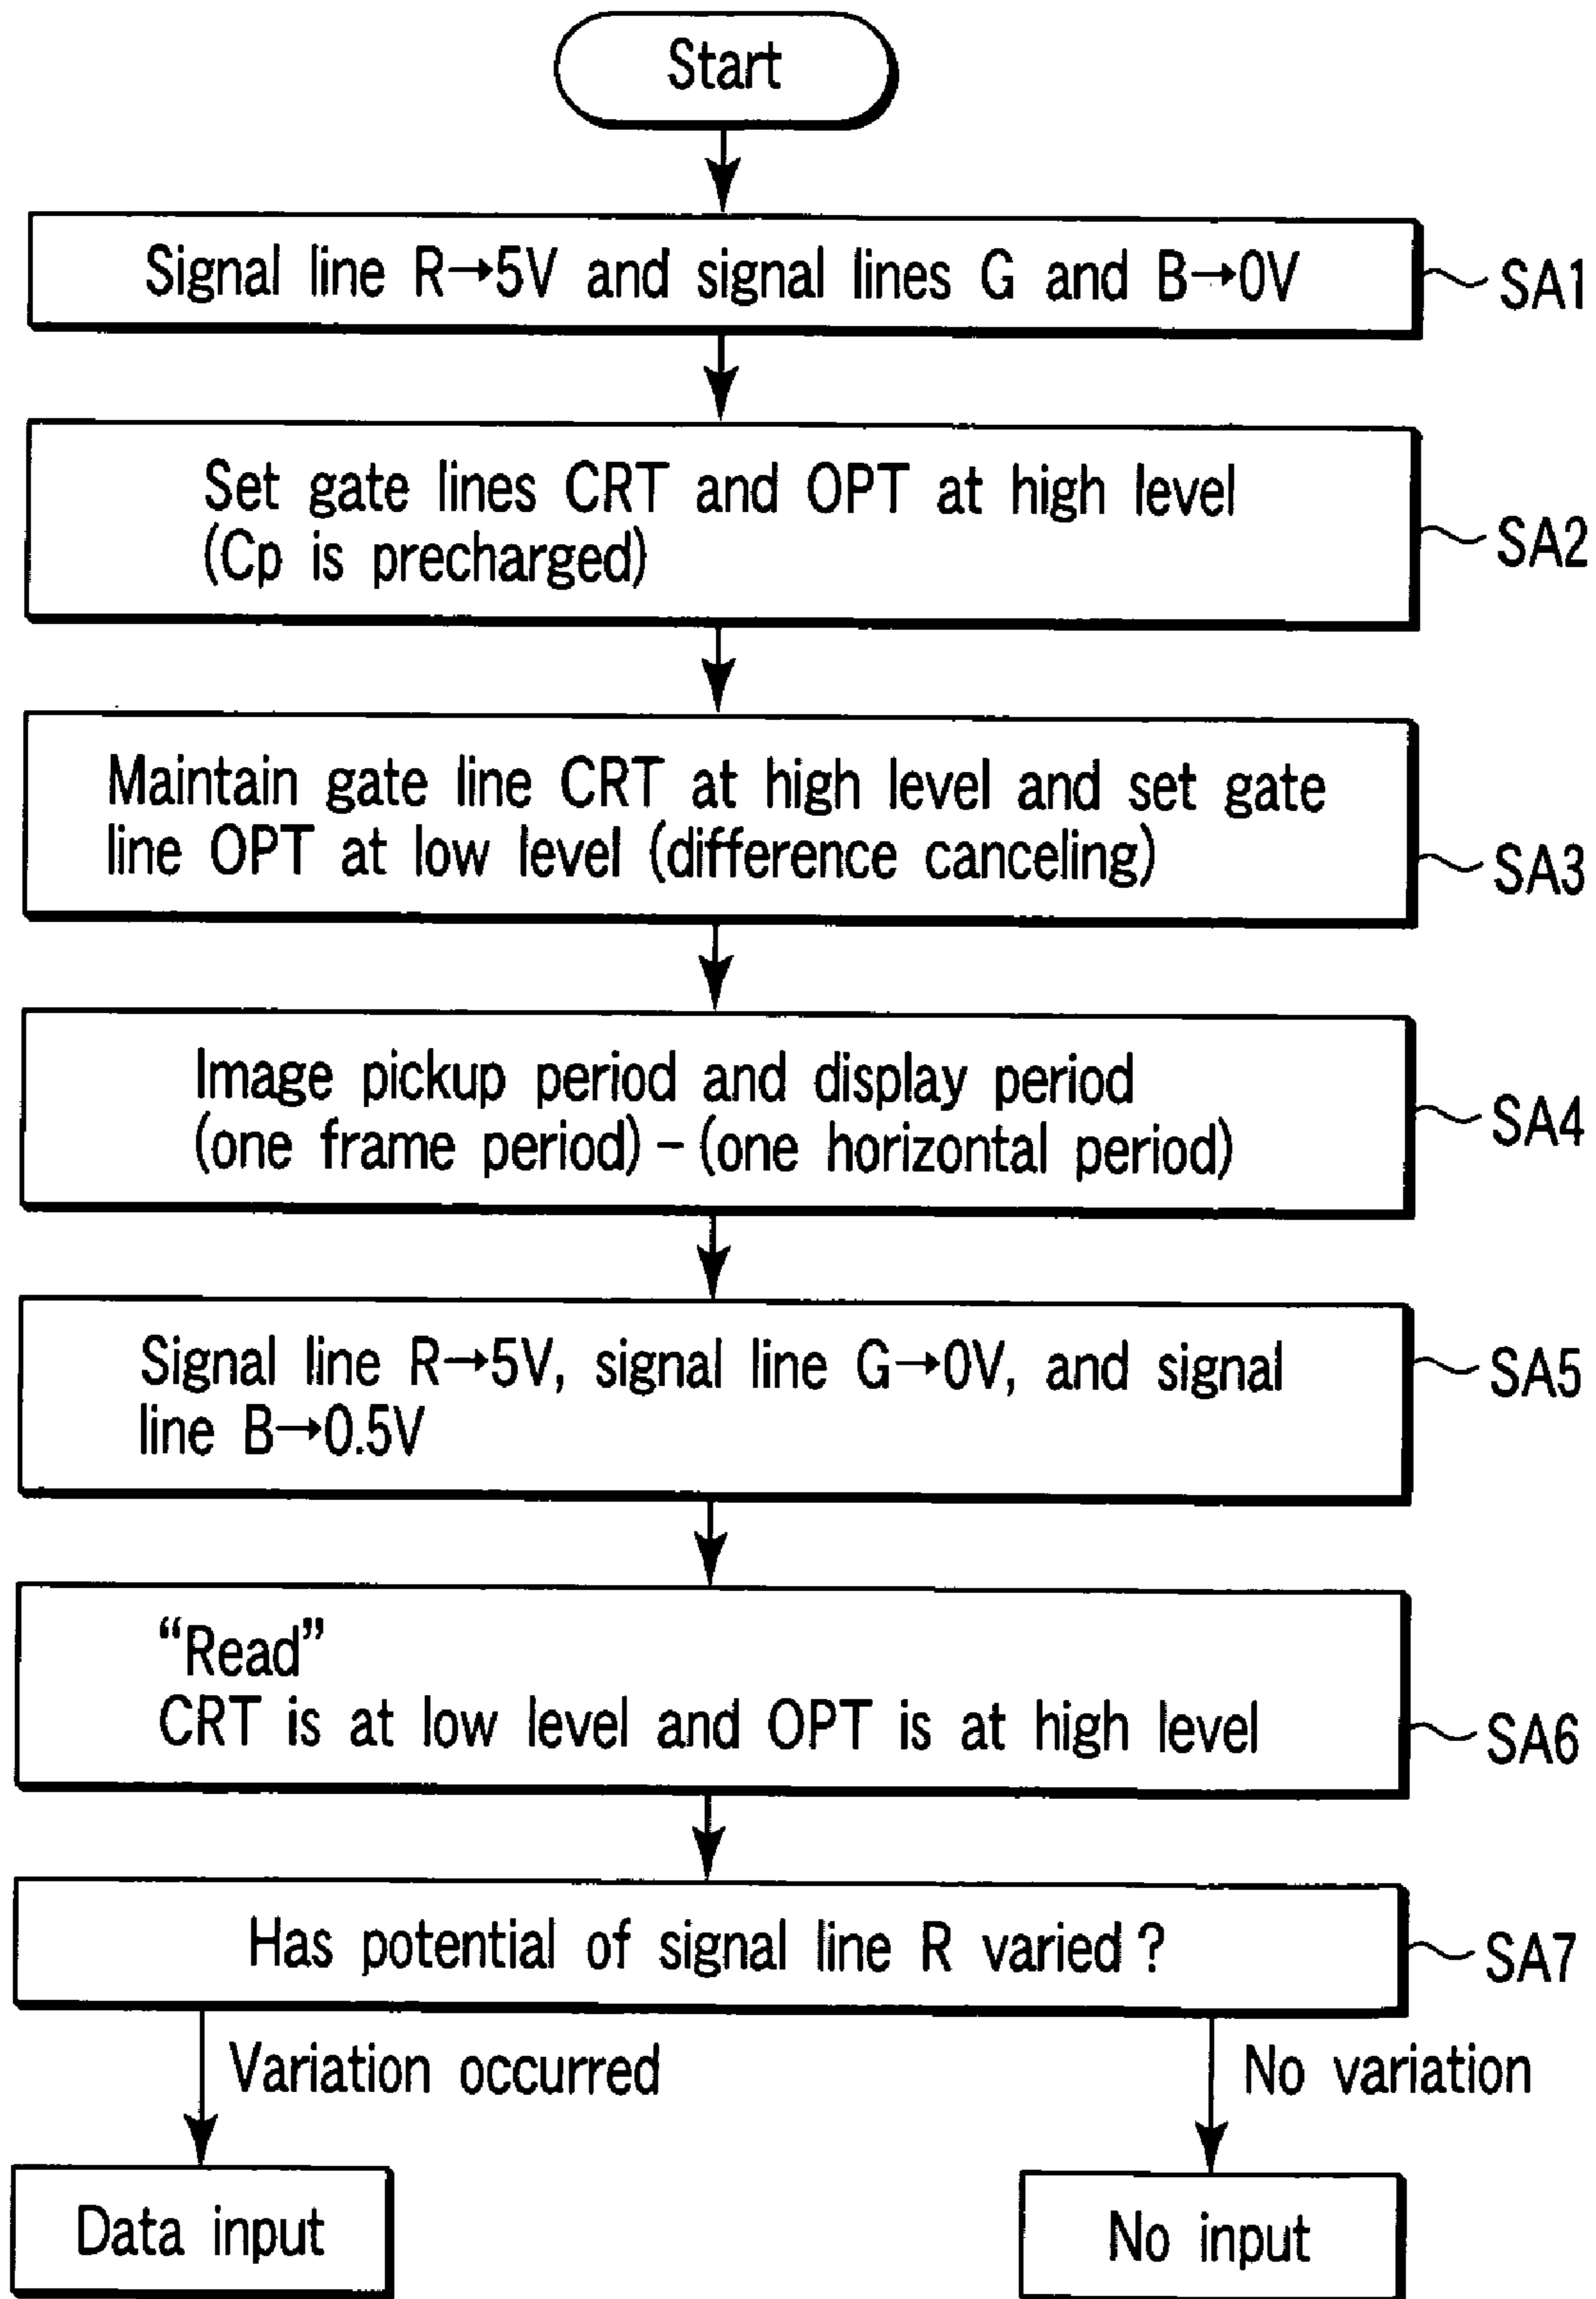 Start
Signal line R→5V and signal lines G and B→0V
SA1
Set gate lines CRT and OPT at high level
(Cp is precharged)
SA2
Maintain gate line CRT at high level and set gate
line OPT at low level (difference canceling)
SA3
Image pickup period and display period
(one frame period) - (one horizontal period)
SA4
Signal line R→5V, signal line G→0V, and signal
line B→0.5V
SA5
“Read”
CRT is at low level and OPT is at high level
SA6
Has potential of signal line R varied ?
SA7
Variation occurred
No variation
Data input
No input